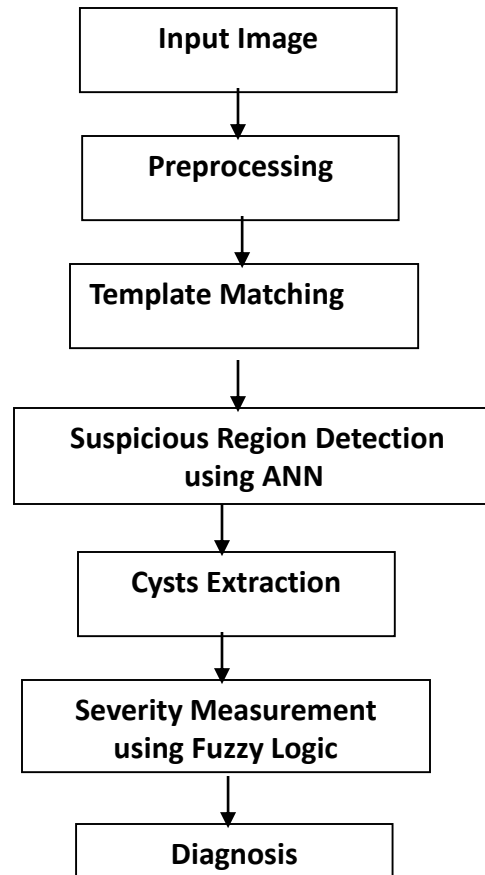 Input Image
Preprocessing
Template Matching
Suspicious Region Detection
using ANN
Cysts Extraction
Severity Measurement
using Fuzzy Logic
Diagnosis